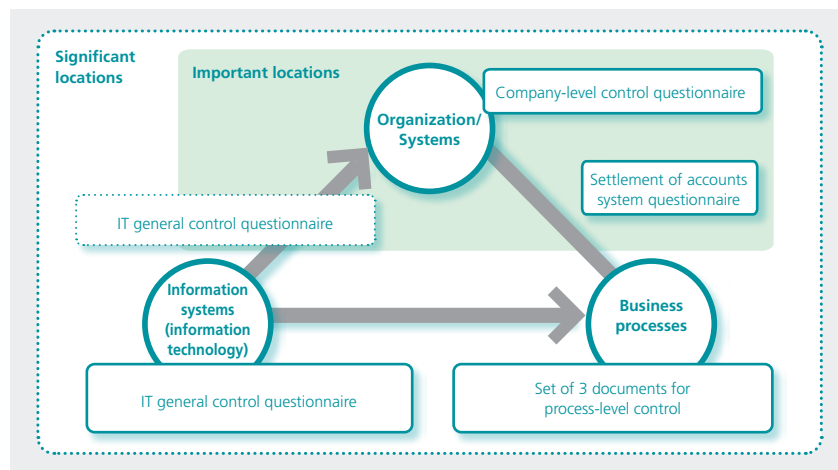 Significant
locations
Important locations
Company-level control questionnaire
Organization/
Systems
Settlement of accounts
system questionnaire
IT general control questionnaire
Information
systems
(information
technology)
Business
processes
IT general control questionnaire
Set of 3 documents for
process-level control